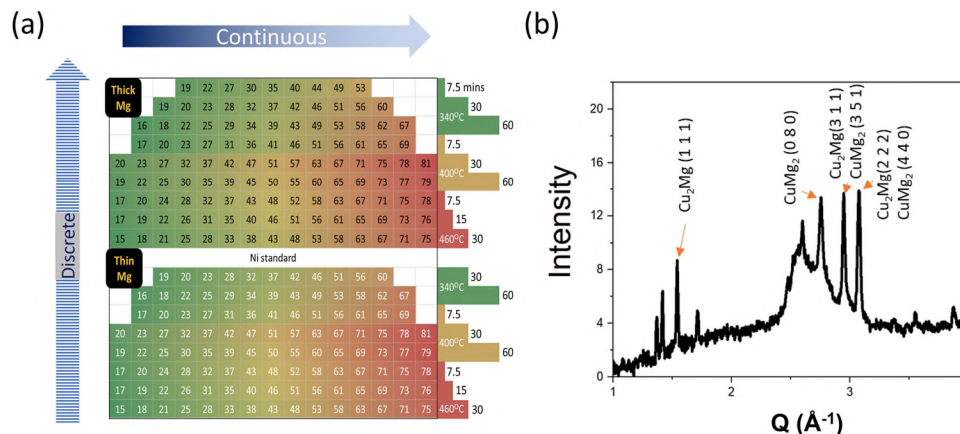 (a)
Continuous
Discrete
Thick Mg
19 22 27 30 35 40 44 49 53 7.5 mins
19 20 23 28 32 37 42 46 51 56 60 30
16 18 22 25 29 34 39 43 49 53 58 62 67 60
340°C
17 20 23 27 31 36 41 46 51 56 61 65 69 7.5
20 23 27 32 37 42 47 51 57 63 67 71 75 78 81 30
19 22 25 30 35 39 45 50 55 60 65 69 73 77 79 60
400°C
17 20 23 27 32 37 42 47 52 57 63 67 71 75 78 7.5
17 19 22 26 31 35 40 46 51 56 61 65 69 73 76 15
15 18 21 25 28 33 38 43 48 53 58 63 67 71 75 30
460°C
Ni standard
Thin Mg
19 20 23 28 32 37 42 46 51 56 60 30
16 18 22 25 29 34 39 43 49 53 58 62 67 60
340°C
17 20 23 27 31 36 41 46 51 56 61 65 69 7.5
20 23 27 32 37 42 47 51 57 63 67 71 75 78 81 30
19 22 25 30 35 39 45 50 55 60 65 69 73 77 79 60
400°C
17 20 23 27 32 37 42 47 52 57 63 67 71 75 78 7.5
17 19 22 26 31 35 40 46 51 56 61 65 69 73 76 15
15 18 21 25 28 33 38 43 48 53 58 63 67 71 75 30
460°C
(b)
Intensity
20
16
12
8
4
0
1 2 3
Q (Å⁻¹)
Cu₂Mg (1 1 1)
CuMg₂ (0 8 0)
Cu₂Mg(3 1 1)
CuMg₂ (3 5 1)
Cu₂Mg(2 2 2)
CuMg₂ (4 4 0)